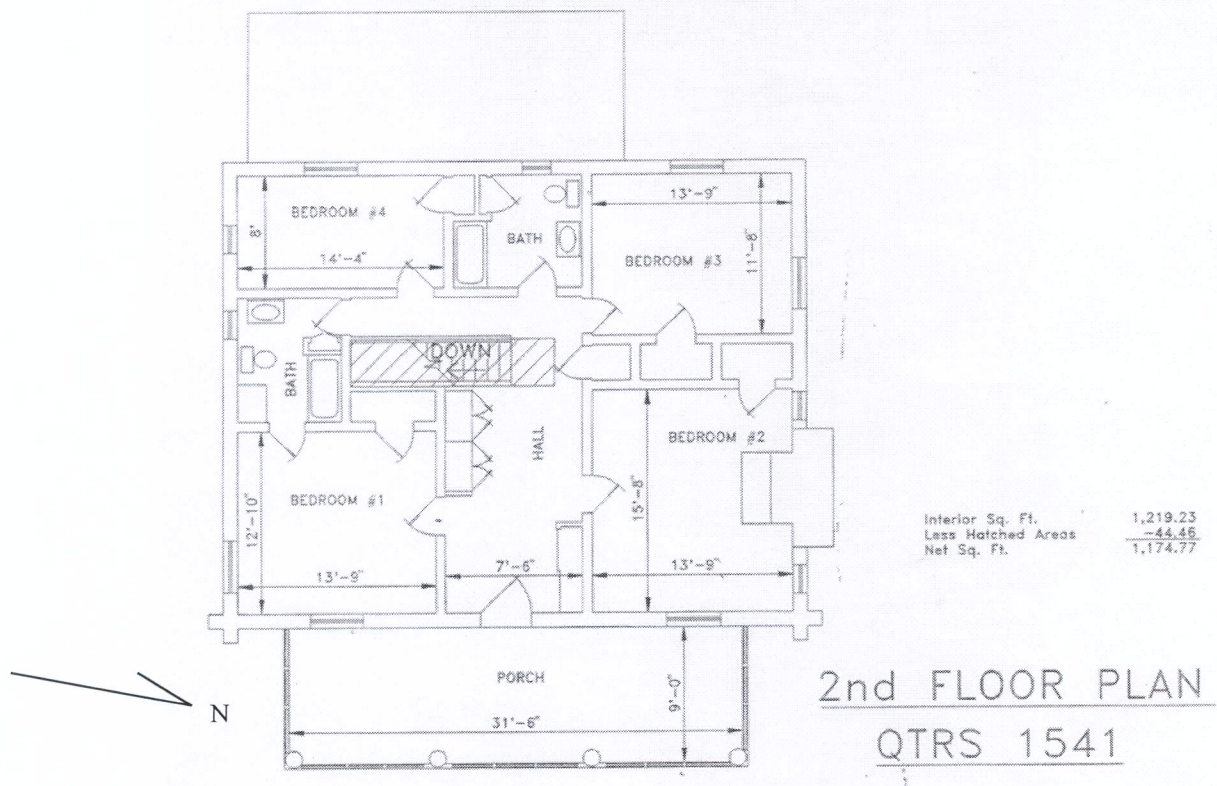 BEDROOM #4
8'
14'-4"
BATH
13'-9"
BEDROOM #3
11'-8"
DOWN
BATH
HALL
BEDROOM #2
15'-8"
13'-9"
BEDROOM #1
12'-10"
13'-9"
7'-6"
Interior Sq. Ft. 1,219.23
Less Hatched Areas -44.46
Net Sq. Ft. 1,174.77
PORCH
9'-0"
31'-6"
N
2nd FLOOR PLAN
QTRS 1541